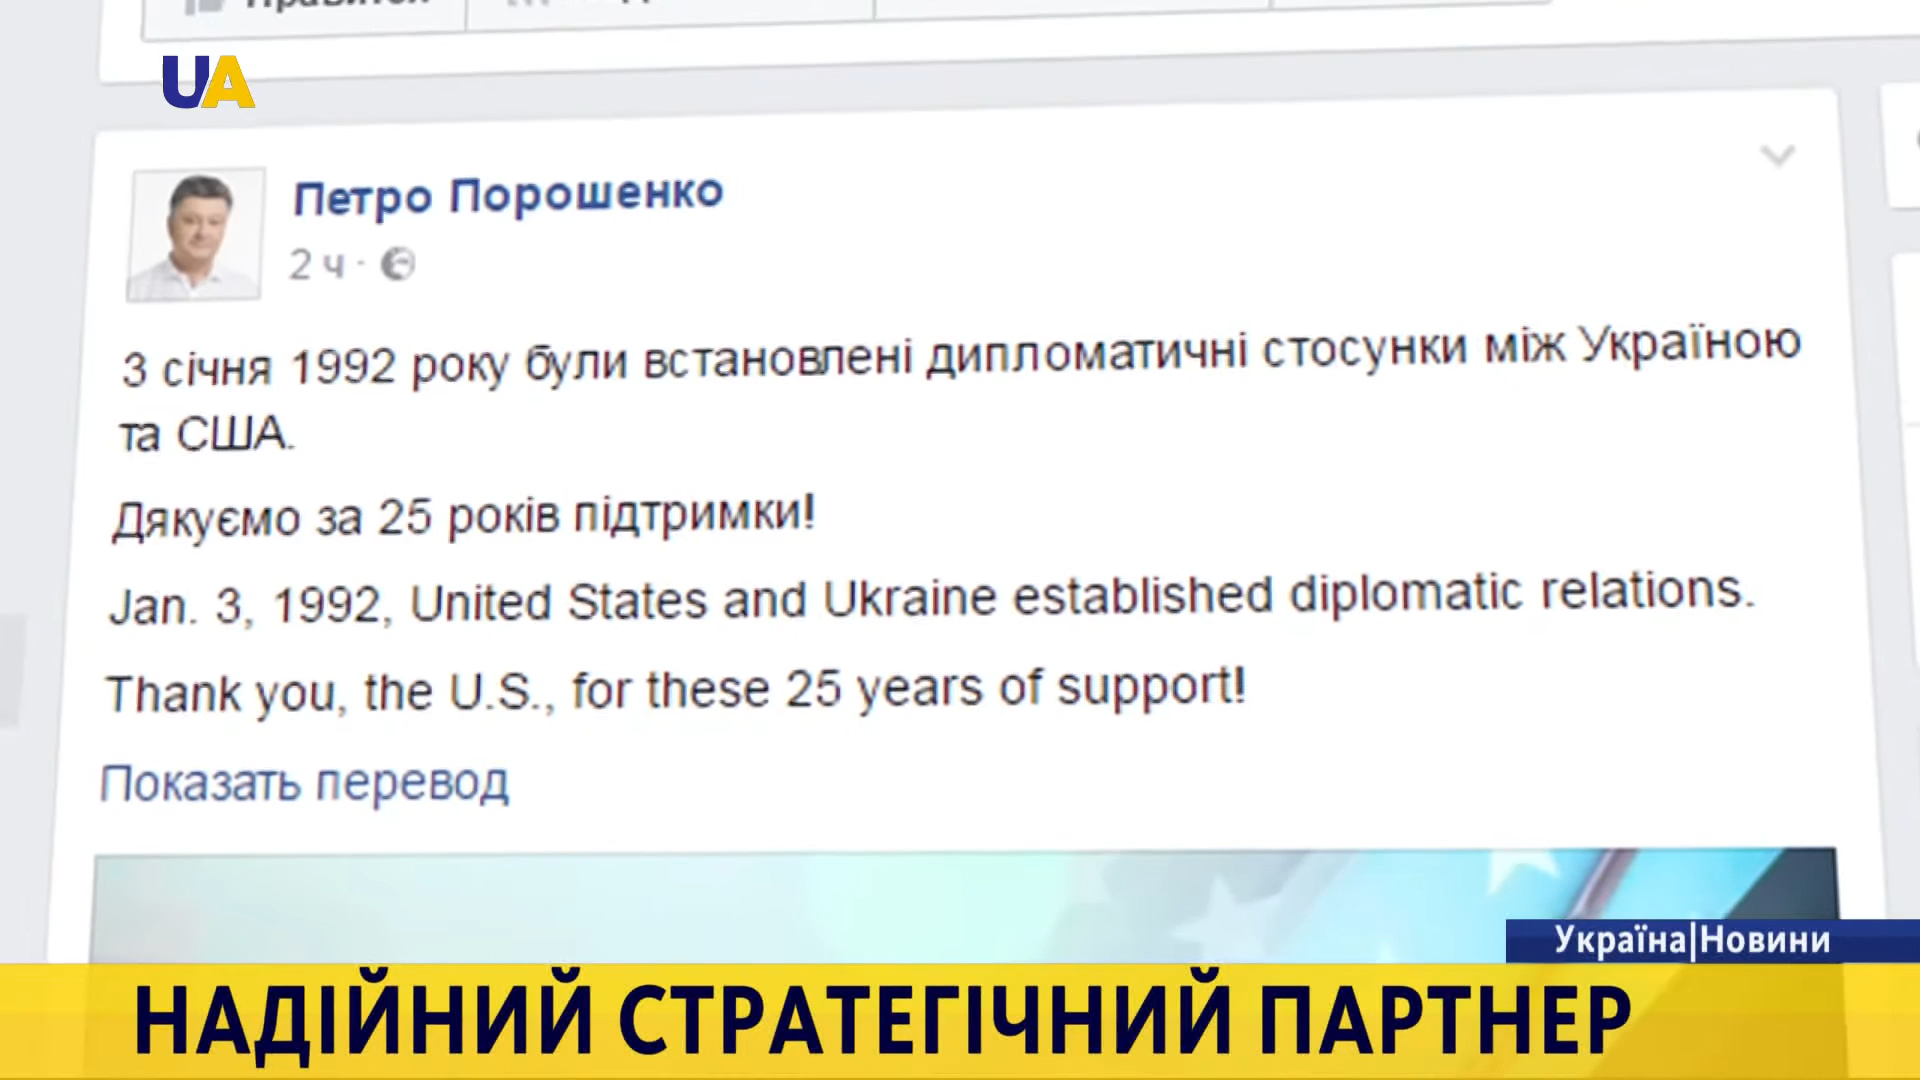 UA
Петро Порошенко
2 ч ·
3 січня 1992 року були встановлені дипломатичні стосунки між Україною
та США.
Дякуємо за 25 років підтримки!
Jan. 3, 1992, United States and Ukraine established diplomatic relations.
Thank you, the U.S., for these 25 years of support!
Показать перевод
Україна|Новини
НАДІЙНИЙ СТРАТЕГІЧНИЙ ПАРТНЕР